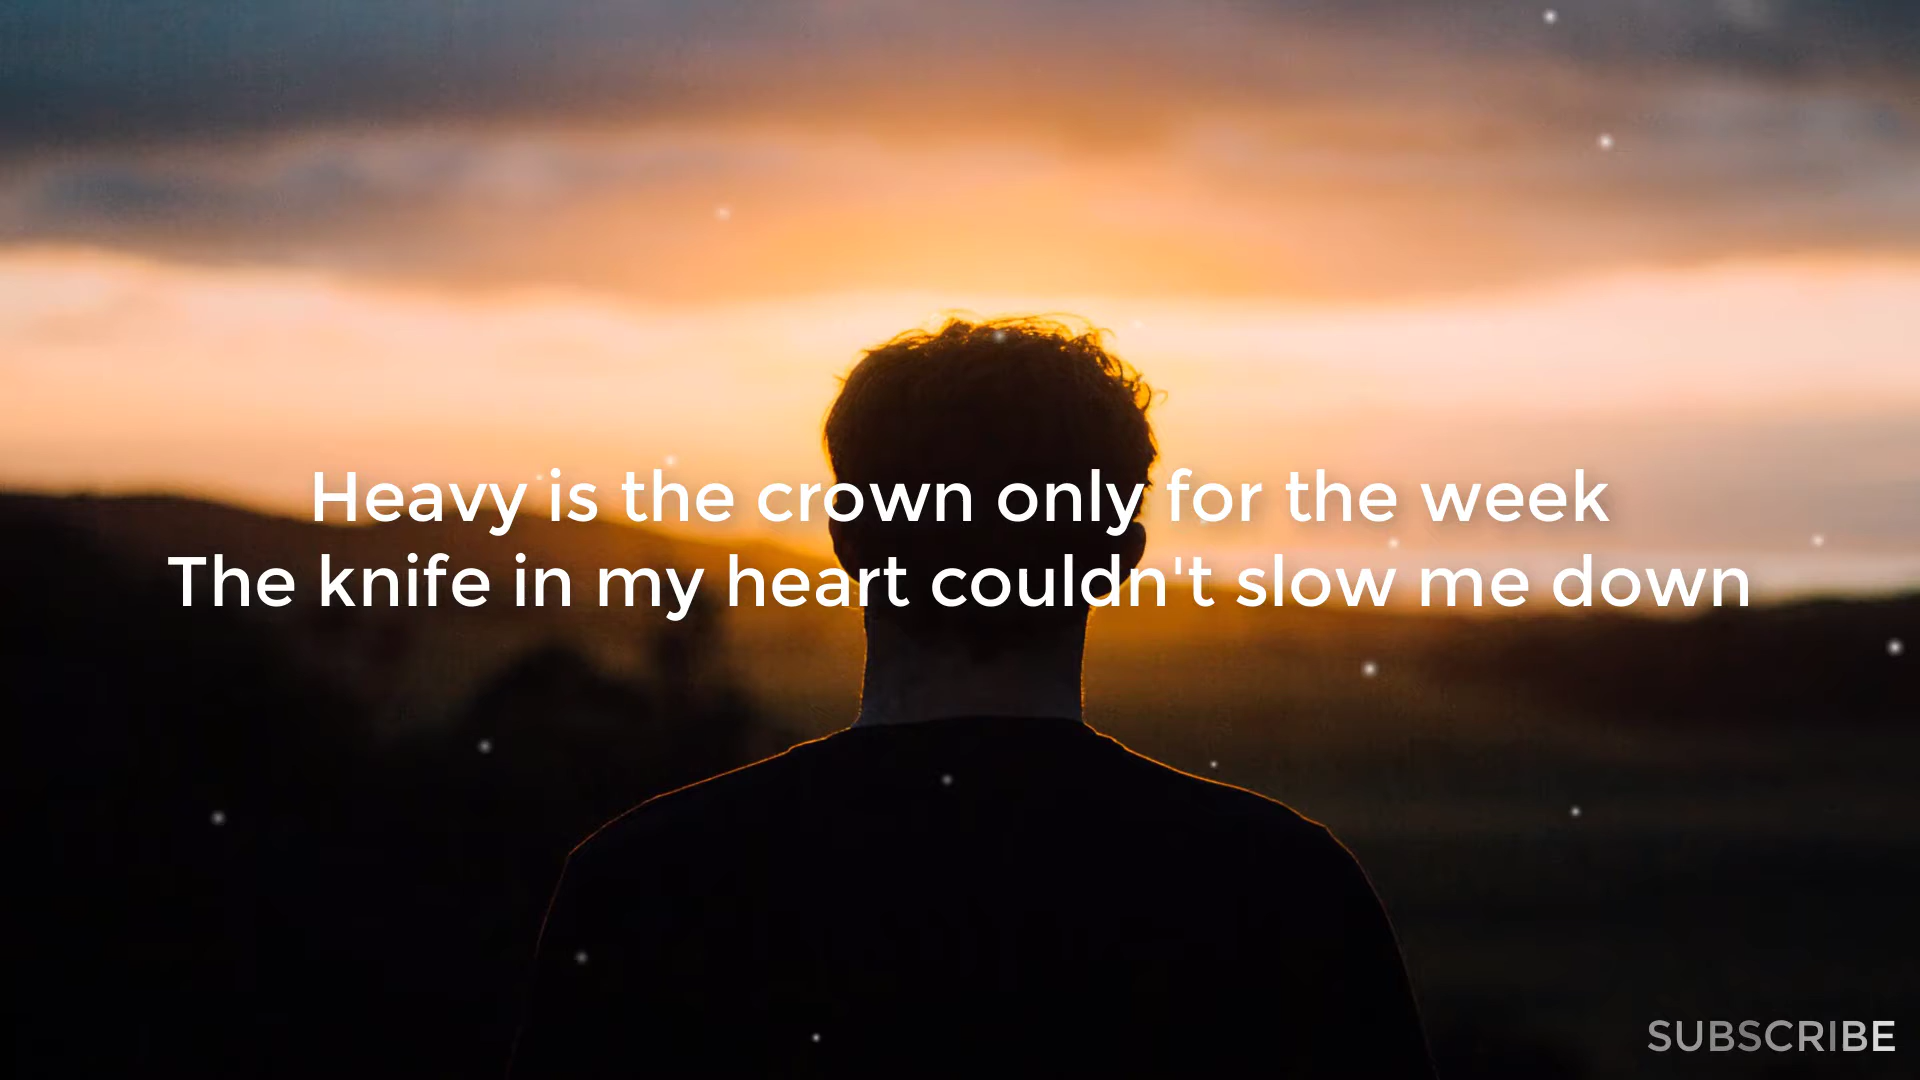 Heavy is the crown only for the week
The knife in my heart couldn't slow me down
SUBSCRIBE